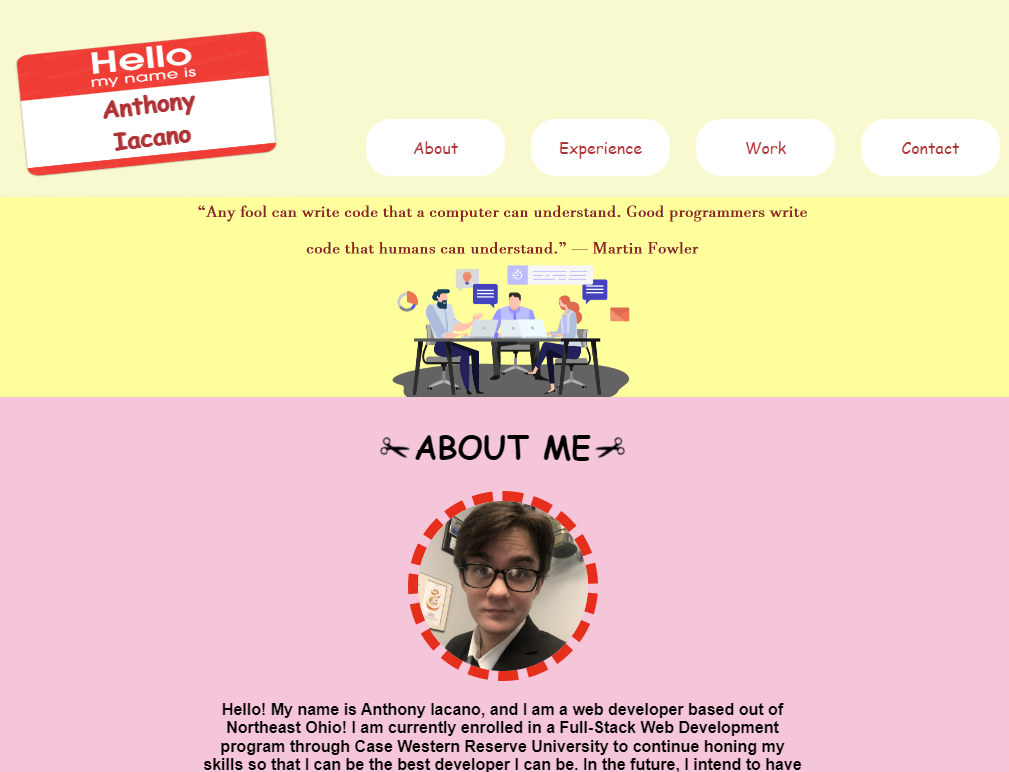 Hello
my name is
Anthony
Iacano
About
Experience
Work
Contact
“Any fool can write code that a computer can understand. Good programmers write
code that humans can understand.” — Martin Fowler
ABOUT ME
Hello! My name is Anthony Iacano, and I am a web developer based out of
Northeast Ohio! I am currently enrolled in a Full-Stack Web Development
program through Case Western Reserve University to continue honing my
skills so that I can be the best developer I can be. In the future, I intend to have